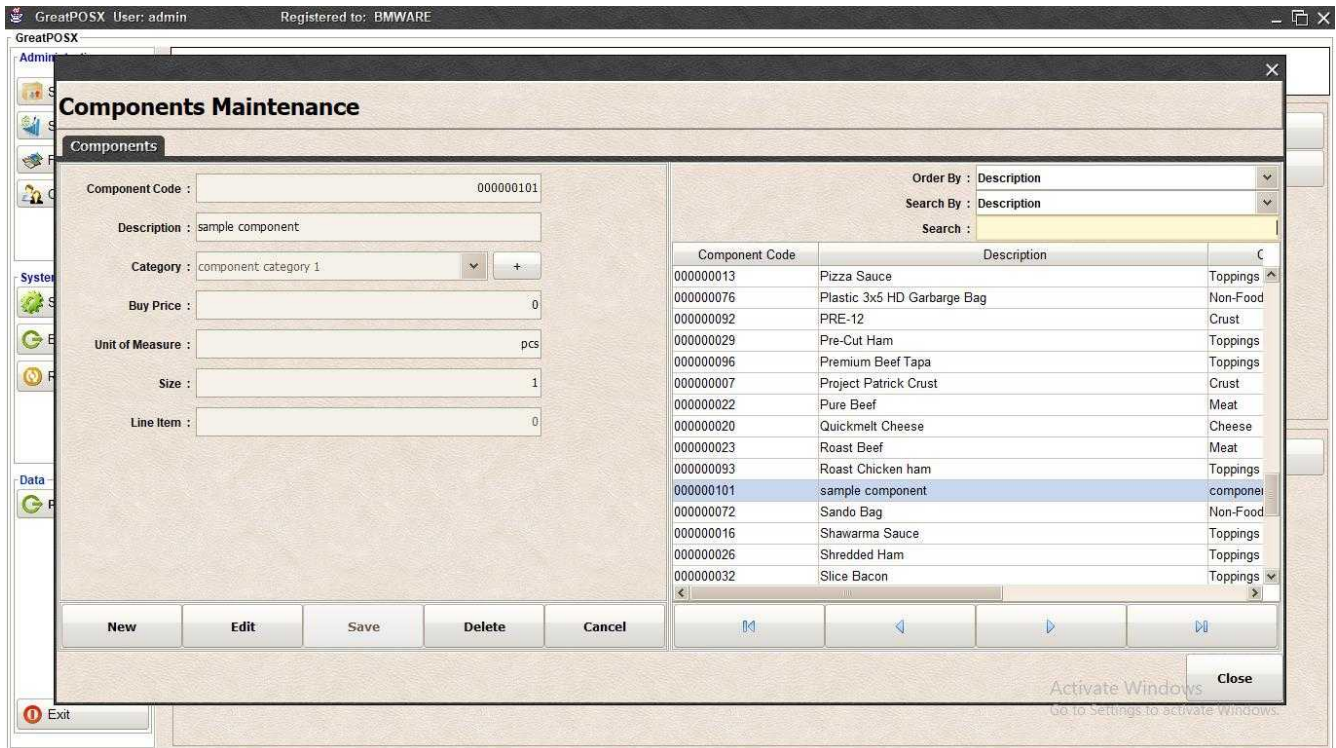 GreatPOSX User: admin Registered to: BMWARE
GreatPOSX
Components Maintenance
Components
Component Code : 000000101
Description : sample component
Category : component category 1 +
Buy Price : 0
Unit of Measure : pcs
Size : 1
Line Item : 0
New Edit Save Delete Cancel
Order By : Description
Search By : Description
Search :
Component Code Description C
000000013 Pizza Sauce Toppings
000000076 Plastic 3x5 HD Garbarge Bag Non-Food
000000092 PRE-12 Crust
000000029 Pre-Cut Ham Toppings
000000096 Premium Beef Tapa Toppings
000000007 Project Patrick Crust Crust
000000022 Pure Beef Meat
000000020 Quickmelt Cheese Cheese
000000023 Roast Beef Meat
000000093 Roast Chicken ham Toppings
000000101 sample component componen
000000072 Sando Bag Non-Food
000000016 Shawarma Sauce Toppings
000000026 Shredded Ham Toppings
000000032 Slice Bacon Toppings
Close
Data
Exit
Activate Windows
Go to Settings to activate Windows.